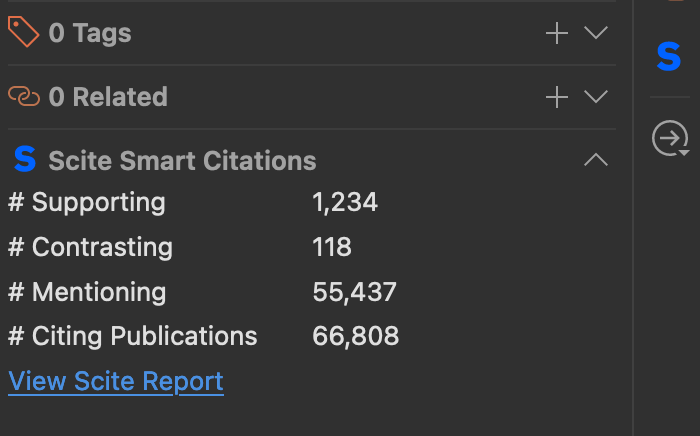 0 Tags
0 Related
S Scite Smart Citations
# Supporting 1,234
# Contrasting 118
# Mentioning 55,437
# Citing Publications 66,808
View Scite Report
S